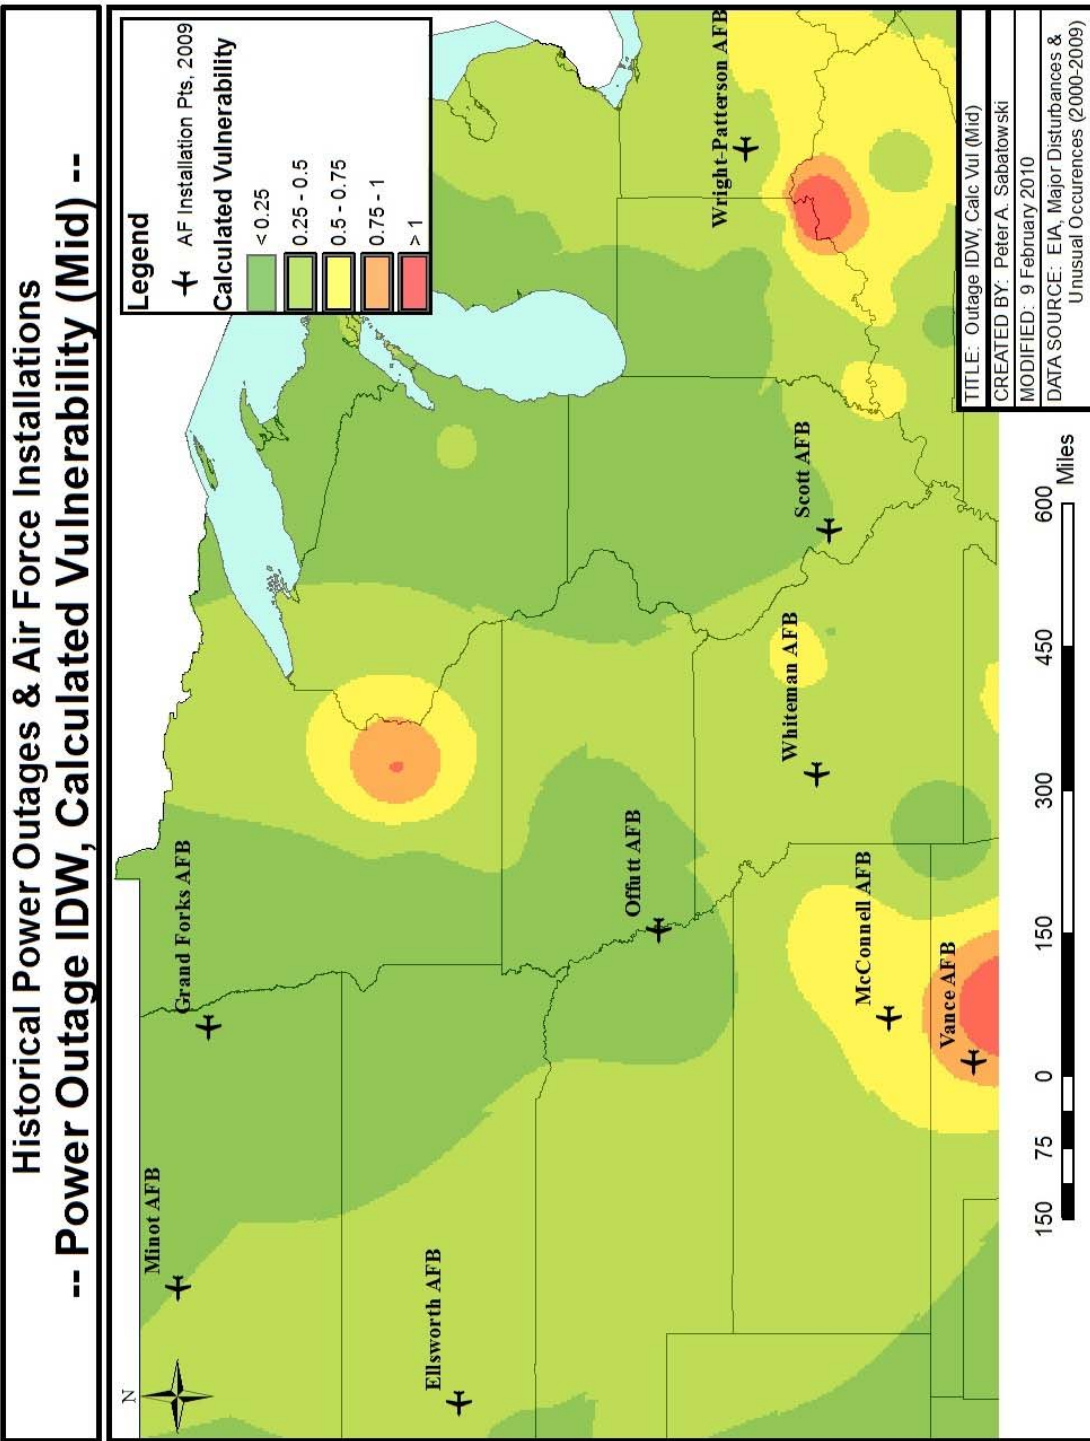 Historical Power Outages & Air Force Installations
-- Power Outage IDW, Calculated Vulnerability (Mid) --
Legend
AF Installation Pts, 2009
Calculated Vulnerability
< 0.25
0.25 - 0.5
0.5 - 0.75
0.75 - 1
> 1
N
Minot AFB
Grand Forks AFB
Ellsworth AFB
Offutt AFB
Wright-Patterson AFB
Scott AFB
Whiteman AFB
McConnell AFB
Vance AFB
150 75 0 150 300 450 600
Miles
TITLE: Outage IDW, Calc Vul (Mid)
CREATED BY: Peter A. Sabatowski
MODIFIED: 9 February 2010
DATA SOURCE: EIA, Major Disturbances &
Unusual Occurences (2000-2009)